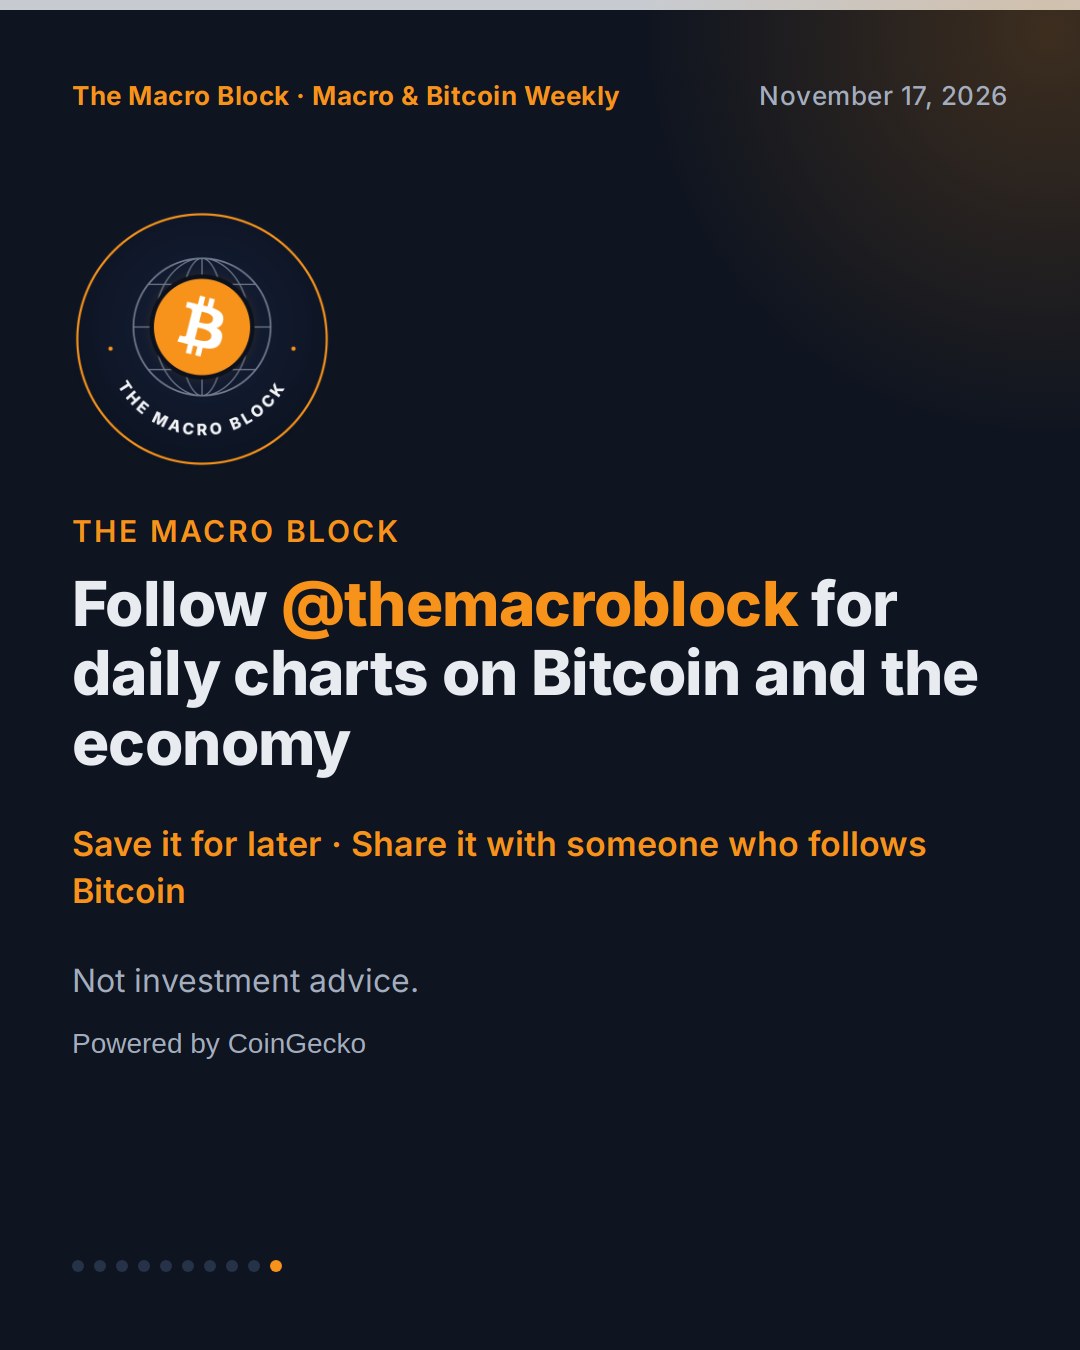 The Macro Block · Macro & Bitcoin Weekly
November 17, 2026
THE MACRO BLOCK
THE MACRO BLOCK
Follow @themacroblock for
daily charts on Bitcoin and the
economy
Save it for later · Share it with someone who follows
Bitcoin
Not investment advice.
Powered by CoinGecko